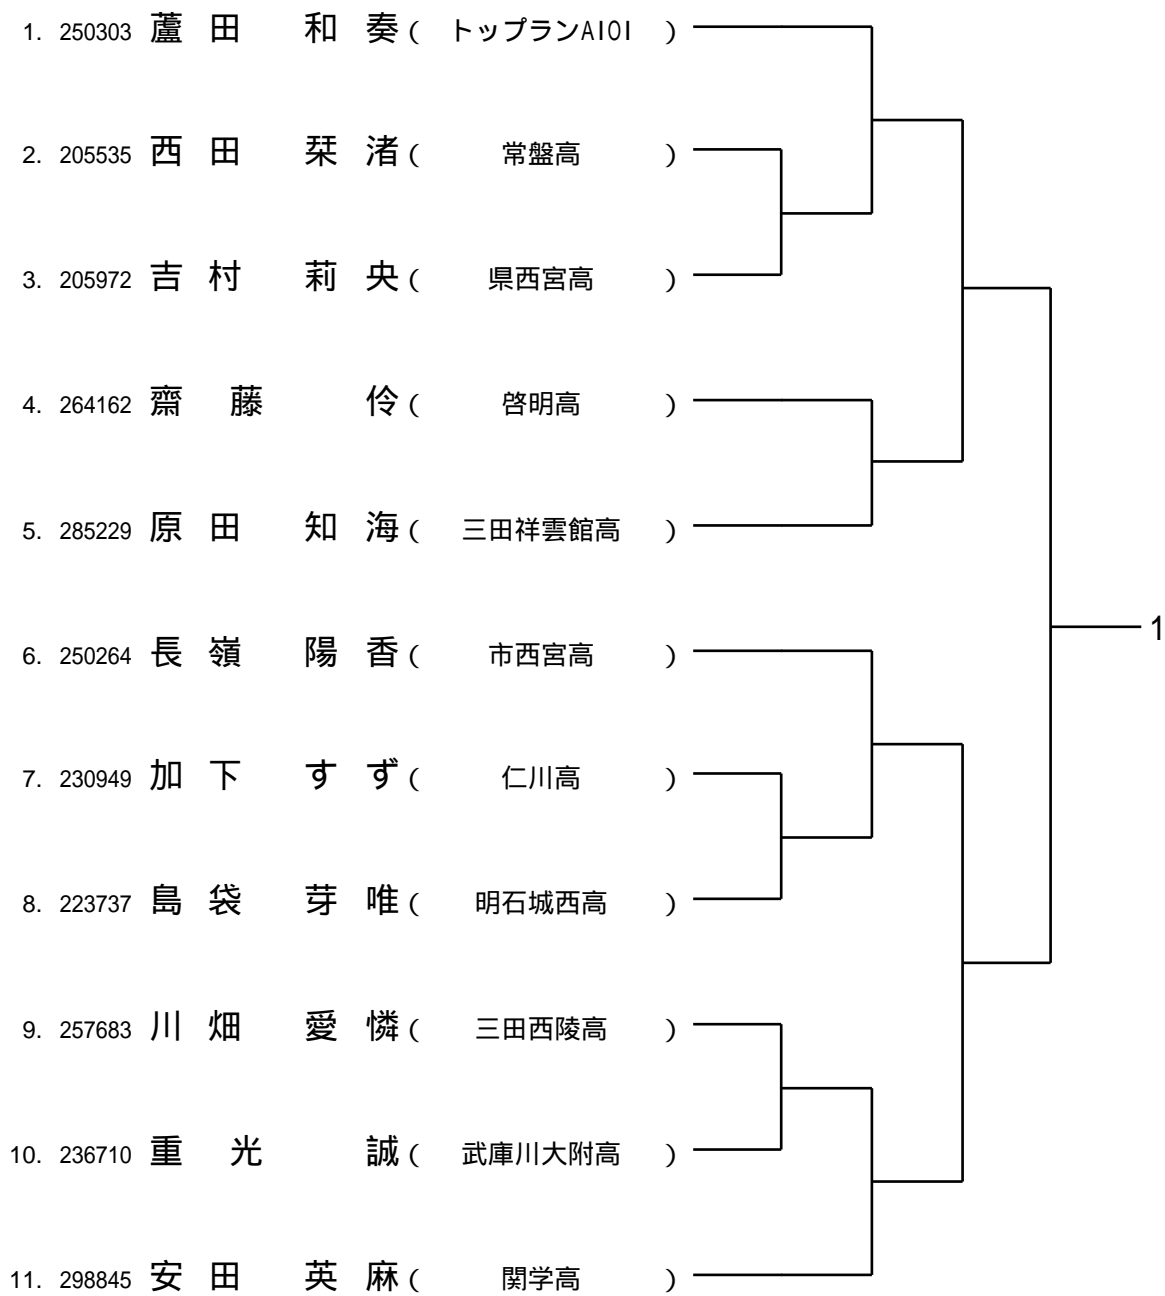 1. 250303 蘆田 和奏 ( トップランAIOI )
2. 205535 西田 栞渚 ( 常盤高 )
3. 205972 吉村 莉央 ( 県西宮高 )
4. 264162 齋藤 伶 ( 啓明高 )
5. 285229 原田 知海 ( 三田祥雲館高 )
1
6. 250264 長嶺 陽香 ( 市西宮高 )
7. 230949 加下 すず ( 仁川高 )
8. 223737 島袋 芽唯 ( 明石城西高 )
9. 257683 川畑 愛憐 ( 三田西陵高 )
10. 236710 重光 誠 ( 武庫川大附高 )
11. 298845 安田 英麻 ( 関学高 )